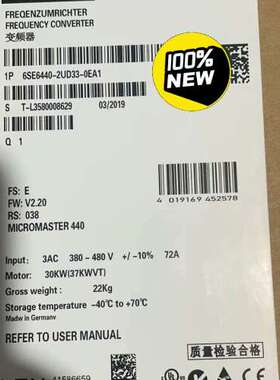 FREQENZUMRICHTER
FREQUENCY CONVERTER
变频器
1P 6SE6440-2UD33-0EA1
100%
NEW
S T-L3580008629 03/2019
Q 1
FS: E
FW: V2.20
RS: 038
MICROMASTER 440
4 019169 452578
Input: 3AC 380 - 480 V +/-10% 72A
Motor: 30KW(37KWVT)
Gross weight: 22Kg
Storage temperature -40℃ to +70℃
Madw in Germanv
REFER TO USER MANUAL
质量检验合格